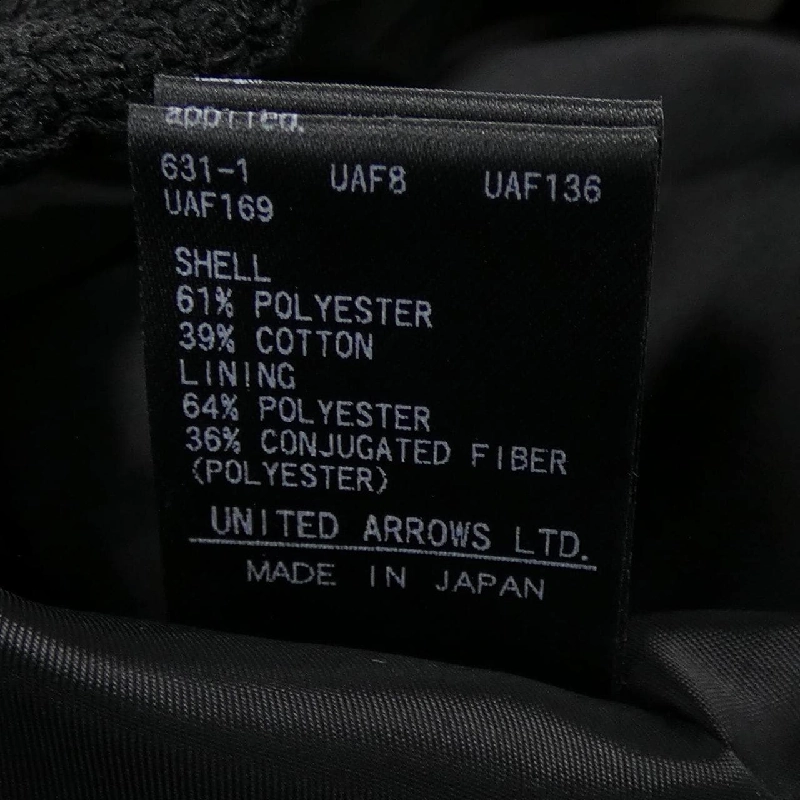 applied.
631-1 UAF8 UAF136
UAF169
SHELL
61% POLYESTER
39% COTTON
LINING
64% POLYESTER
36% CONJUGATED FIBER
(POLYESTER)
UNITED ARROWS LTD.
MADE IN JAPAN